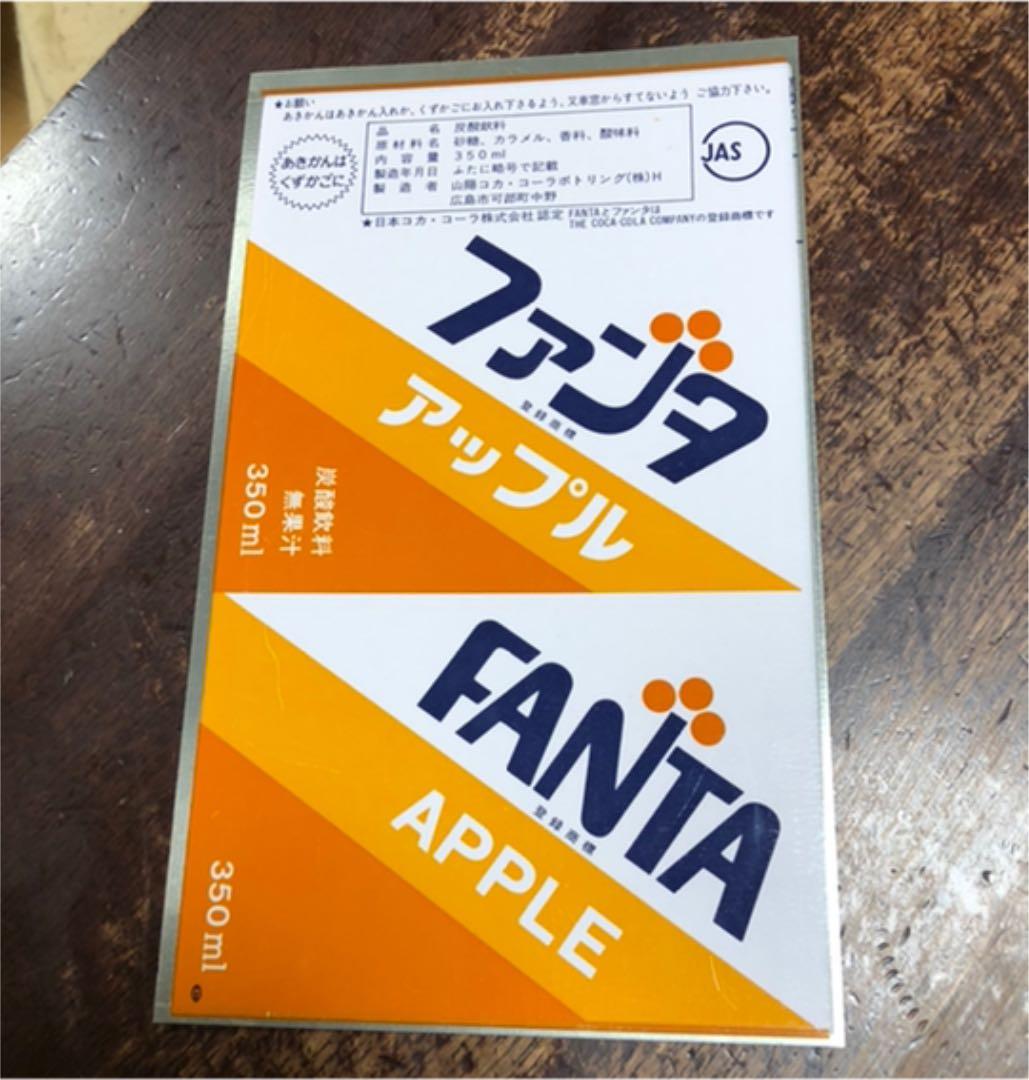 ★お願い
あきかんはあきかん入れか、くずかごにお入れ下さるよう、又車窓からすてないよう ご協力下さい。
あきかんは
くずかごに
品 名 炭酸飲料
原材料名 砂糖、カラメル、香料、酸味料
内容量 350ml
製造年月日 ふたに略号で記載
製造者 山陽コカ・コーラボトリング(株)H
広島市可部町中野
JAS
★日本コカ・コーラ株式会社 認定 FANTAとファンタは
THE COCA-COLA COMPANYの登録商標です
ファンタ
登録商標
アップル
炭酸飲料
無果汁
350ml
FANTA
登録商標
APPLE
350ml